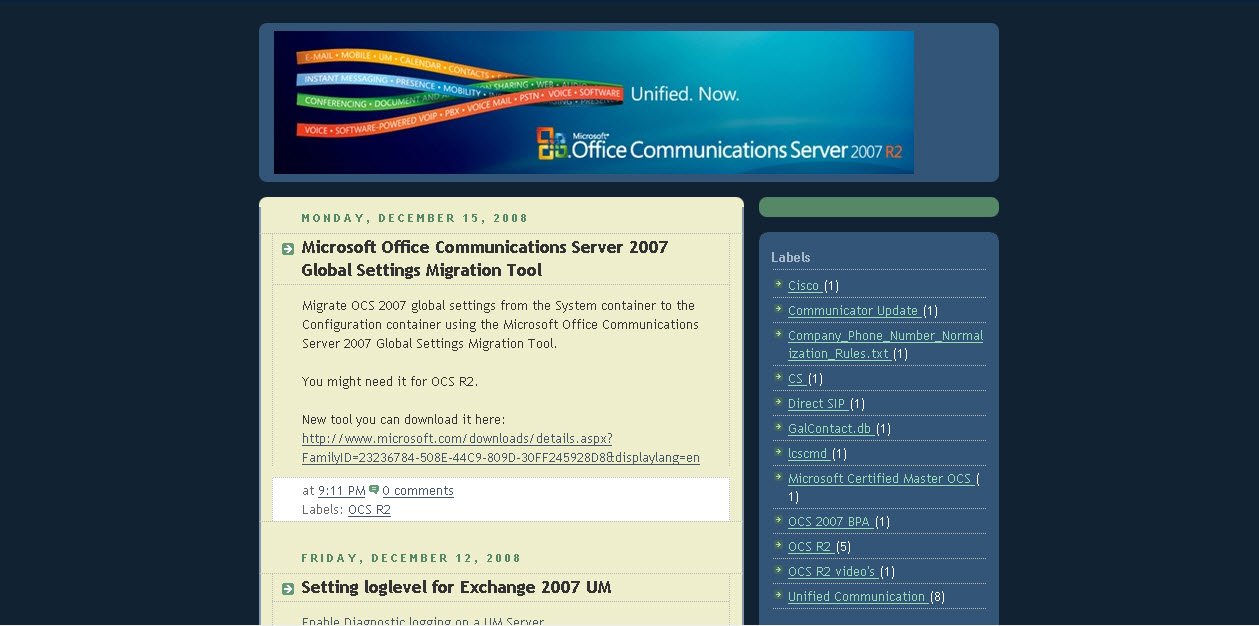 E-MAIL • MOBILE • UM • CALENDAR • CONTACTS •
INSTANT MESSAGING • PRESENCE • MOBILITY
SHARING • WEB
CONFERENCING • DOCUMENT AND
VOICE • SOFTWARE
VOICE • SOFTWARE-POWERED VOIP • PBX • VOICE MAIL • PSTN •
Unified. Now.
Microsoft®
Office Communications Server 2007 R2
MONDAY, DECEMBER 15, 2008
Microsoft Office Communications Server 2007
Global Settings Migration Tool
Migrate OCS 2007 global settings from the System container to the
Configuration container using the Microsoft Office Communications
Server 2007 Global Settings Migration Tool.
You might need it for OCS R2.
New tool you can download it here:
http://www.microsoft.com/downloads/details.aspx?
FamilyID=23236784-508E-44C9-809D-30FF245928D8&displaylang=en
at 9:11 PM 0 comments
Labels: OCS R2
FRIDAY, DECEMBER 12, 2008
Setting loglevel for Exchange 2007 UM
Enable Diagnostic logging on a UM Server
Labels
Cisco (1)
Communicator Update (1)
Company_Phone_Number_Normal
ization_Rules.txt (1)
CS (1)
Direct SIP (1)
GalContact.db (1)
lcscmd (1)
Microsoft Certified Master OCS (
1)
OCS 2007 BPA (1)
OCS R2 (5)
OCS R2 video's (1)
Unified Communication (8)